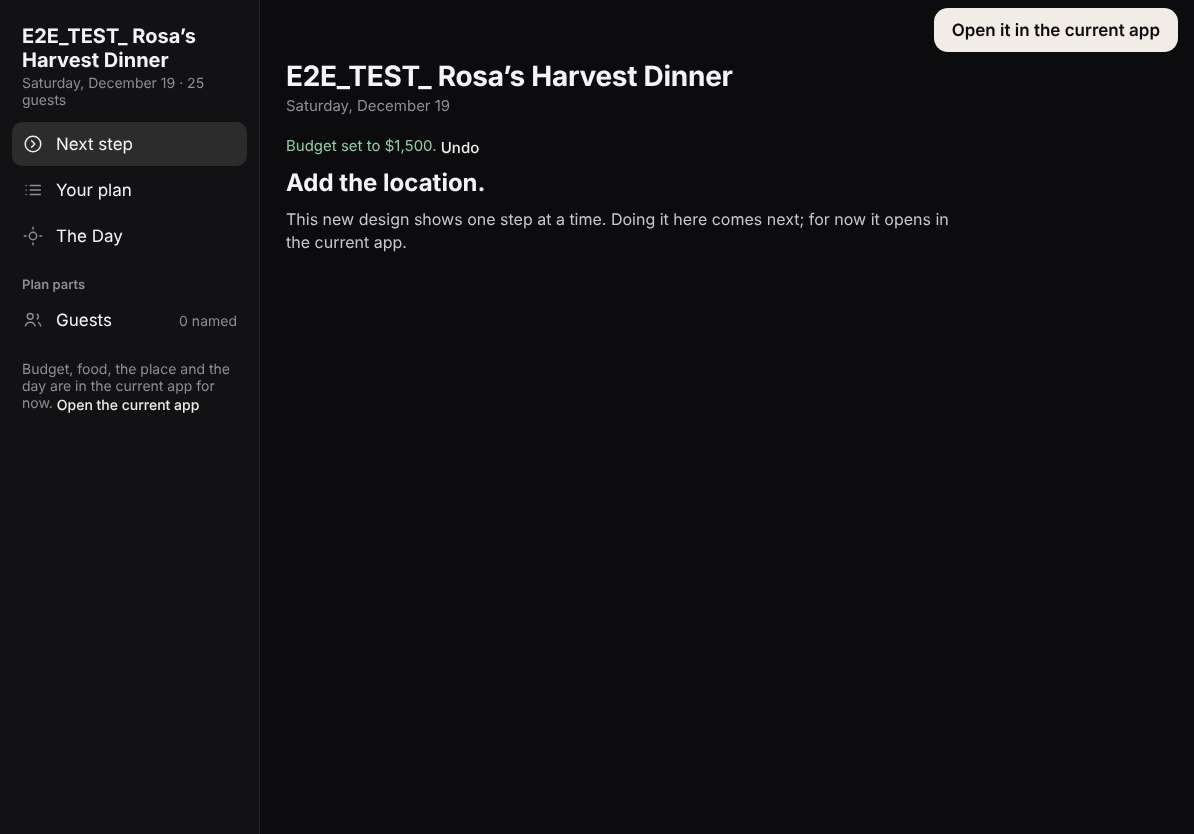 E2E_TEST_ Rosa’s
Harvest Dinner
Saturday, December 19 · 25
guests
Next step
Your plan
The Day
Plan parts
Guests 0 named
Budget, food, the place and the
day are in the current app for
now. Open the current app
Open it in the current app
E2E_TEST_ Rosa’s Harvest Dinner
Saturday, December 19
Budget set to $1,500. Undo
Add the location.
This new design shows one step at a time. Doing it here comes next; for now it opens in
the current app.